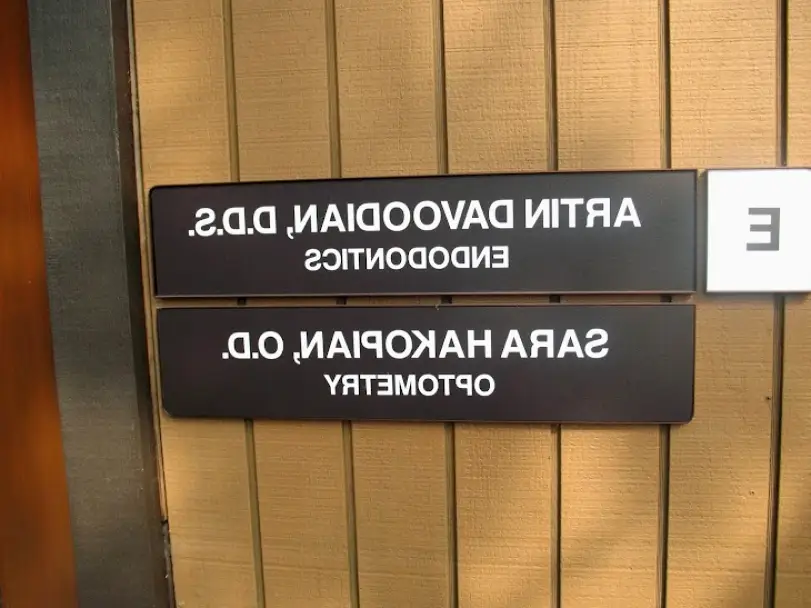 E
ARTIN DAVOODIAN, D.D.S.
ENDODONTICS
SARA HAKOPIAN, O.D.
OPTOMETRY